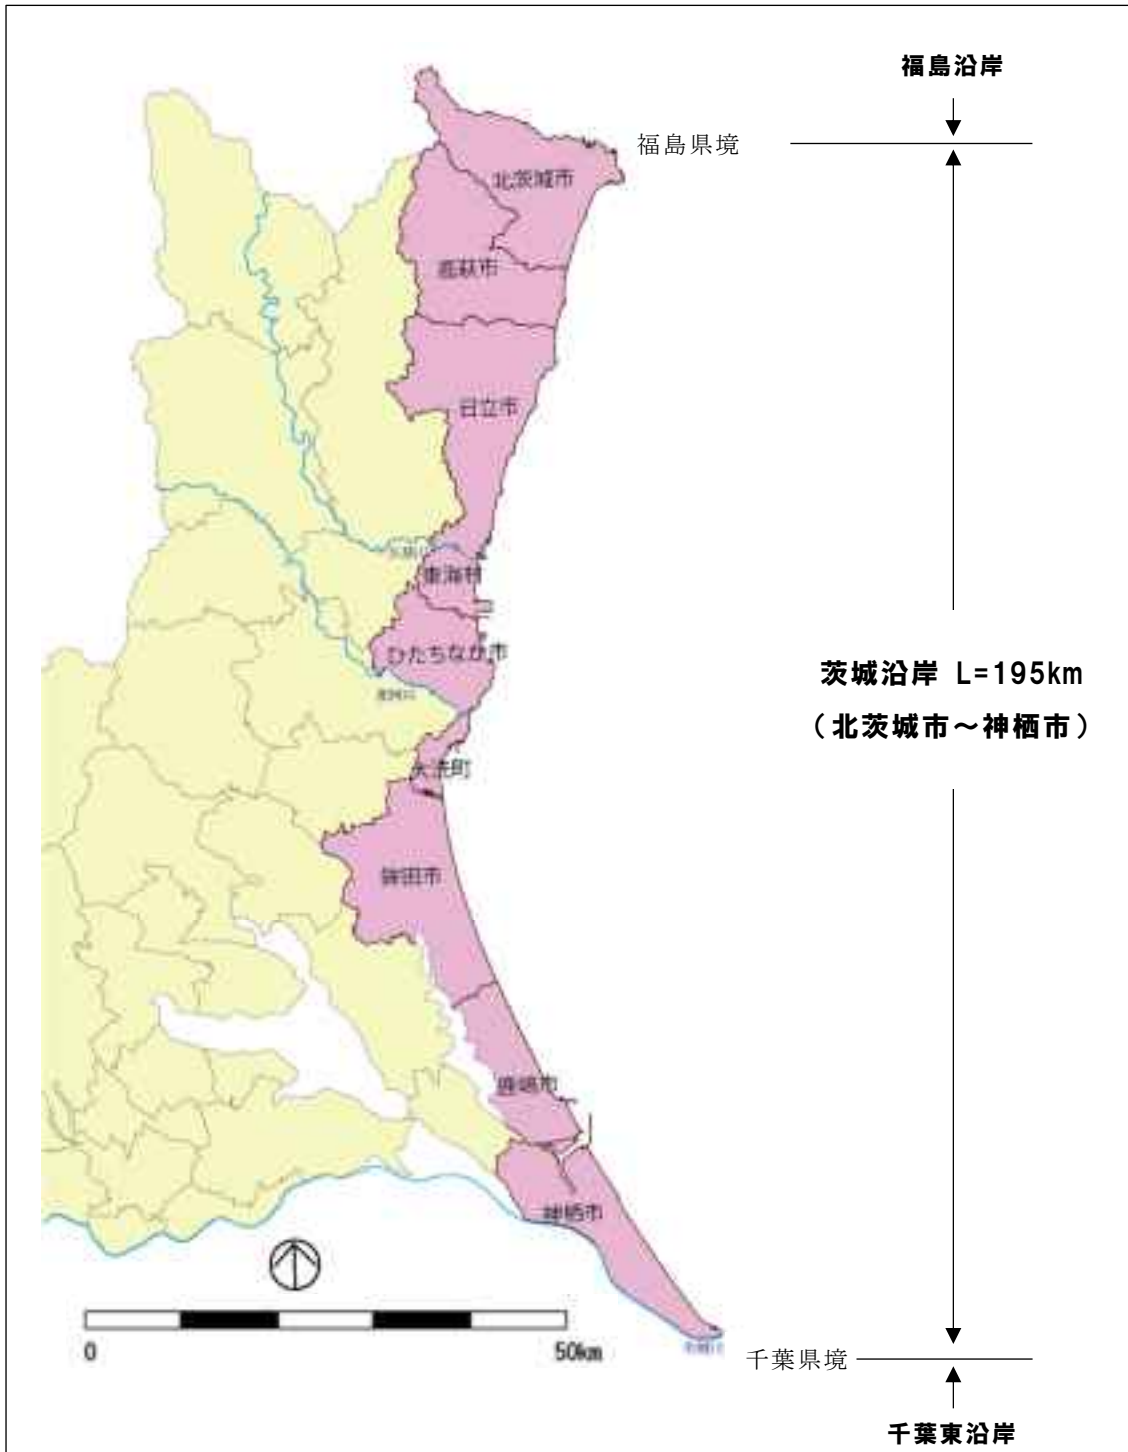 福島沿岸
福島県境
北茨城市
高萩市
日立市
東海村
ひたちなか市
茨城沿岸 L=195km
（北茨城市～神栖市）
大洗町
鉾田市
鹿嶋市
神栖市
0
50km
千葉県境
千葉東沿岸